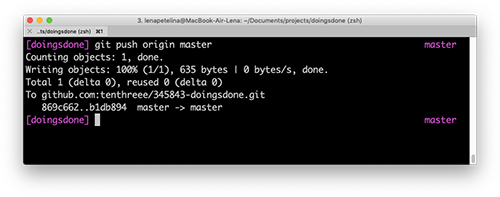 3. lenapetelina@MacBook-Air-Lena: ~/Documents/projects/doingsdone (zsh)
..ts/doingsdone (zsh) ⌘1
[doingsdone] git push origin master master
Counting objects: 1, done.
Writing objects: 100% (1/1), 635 bytes | 0 bytes/s, done.
Total 1 (delta 0), reused 0 (delta 0)
To github.com:tenthreee/345843-doingsdone.git
869c662..b1db894 master -> master
[doingsdone] master